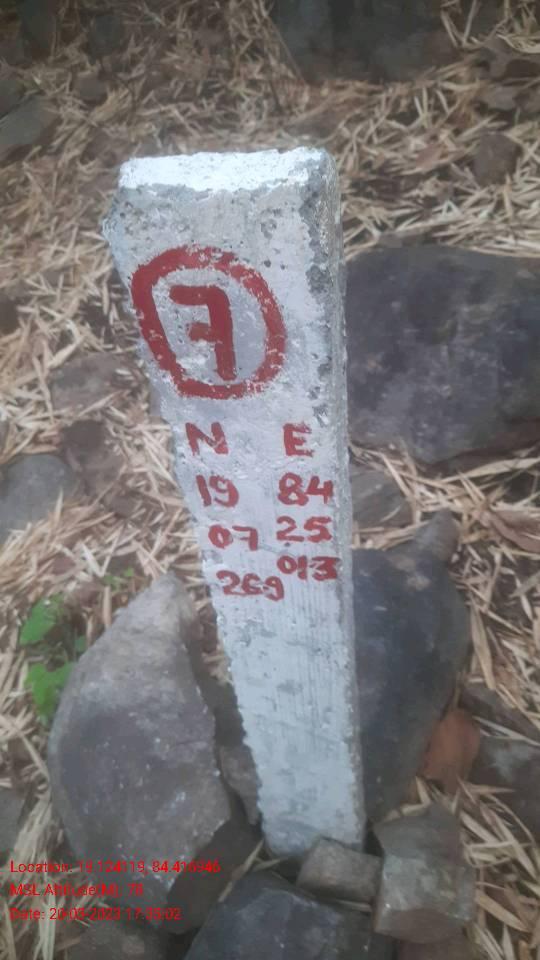 7
N E
19 84
07 25
269 013
Location: 19.124119, 84.416946
MSL Altitude(M): 78
Date: 20-03-2023 17:35:02